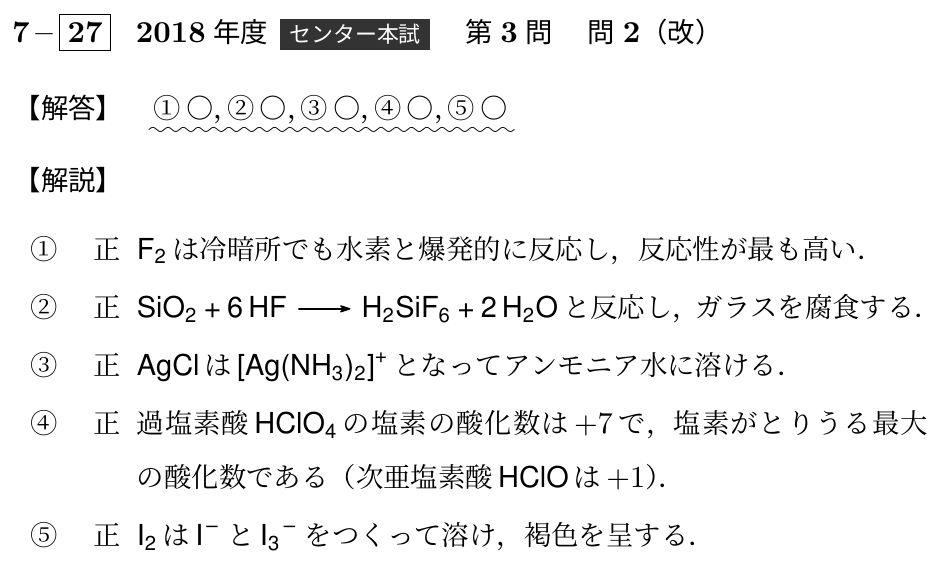 7–27 2018 年度 センター本試 第 3 問 問 2（改）
【解答】 ① ○, ② ○, ③ ○, ④ ○, ⑤ ○
【解説】
① 正 F₂ は冷暗所でも水素と爆発的に反応し，反応性が最も高い．
② 正 SiO₂ + 6 HF ⟶ H₂SiF₆ + 2 H₂O と反応し，ガラスを腐食する．
③ 正 AgCl は [Ag(NH₃)₂]⁺ となってアンモニア水に溶ける．
④ 正 過塩素酸 HClO₄ の塩素の酸化数は +7 で，塩素がとりうる最大
の酸化数である（次亜塩素酸 HClO は +1）．
⑤ 正 I₂ は I⁻ と I₃⁻ をつくって溶け，褐色を呈する．